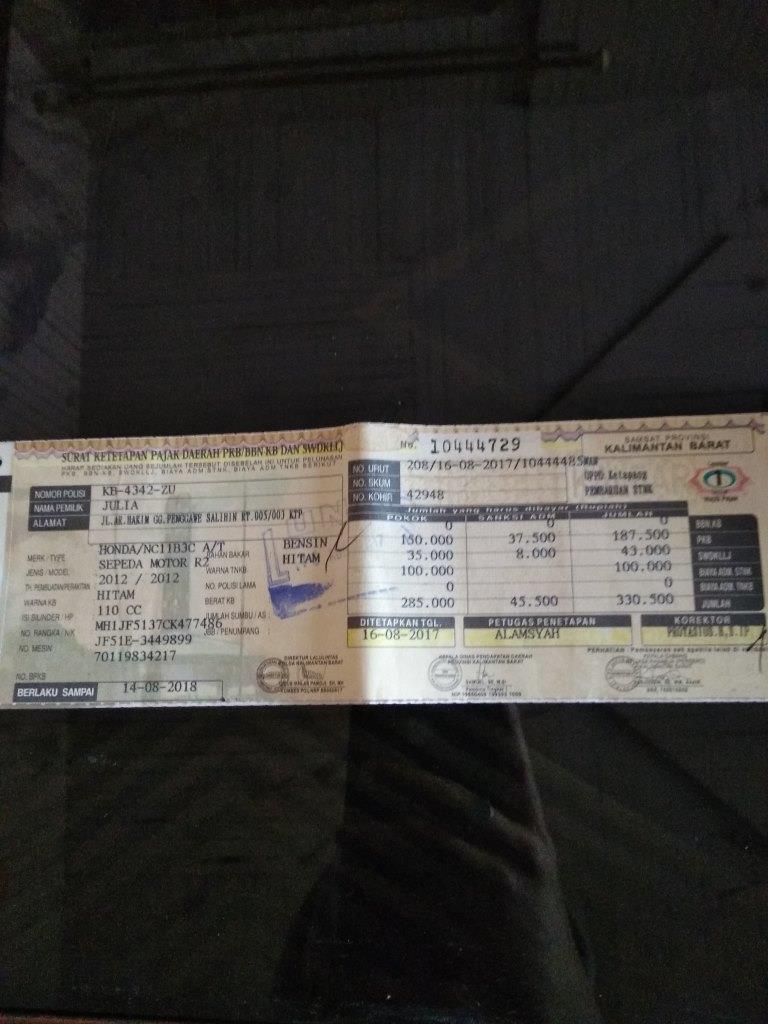 SURAT KETETAPAN PAJAK DAERAH PKB/BBN-KB DAN SWDKLLJ
HARAP SEDIAKAN UANG SEJUMLAH TERSEBUT DISEBELAH INI UNTUK PELUNASAN
PKB, BBN-KB, SWDKLLJ, BIAYA ADM STNK, BIAYA ADM TNKB BERIKUT
NOMOR POLISI KB-4342-ZU
NAMA PEMILIK JULIA
ALAMAT JL.AR.HAKIM GG.PENGGAWE SALIHIN RT.005/003 KTP
MERK / TYPE HONDA/NC11B3C A/T
JENIS / MODEL SEPEDA MOTOR R2
TH. PEMBUATAN/PERAKITAN 2012 / 2012
WARNA KB HITAM
ISI SILINDER / HP 110 CC
NO. RANGKA / NIK MH1JF5137CK477486
NO. MESIN JF51E-3449899
70119834217
NO. BPKB
BERLAKU SAMPAI 14-08-2018
BAHAN BAKAR BENSIN
WARNA TNKB HITAM
NO. POLISI LAMA
BERAT KB
JUMLAH SUMBU / AS :
JBB / PENUMPANG :
DIREKTUR LALULINTAS
POLDA KALIMANTAN BARAT
No. 10444729
NO. URUT 208/16-08-2017/10444485
NO. SKUM
NO. KOHIR 42948
SAMSAT PROVINSI
KALIMANTAN BARAT
UPPD Ketapang
PEMBARUAN STNK
Jumlah yang harus dibayar (Rupiah)
POKOK SANKSI ADM JUMLAH
0 0 0 BBN.KB
150.000 37.500 187.500 PKB
35.000 8.000 43.000 SWDKLLJ
100.000 100.000 BIAYA ADM. STNK
0 0 BIAYA ADM. TNKB
285.000 45.500 330.500 JUMLAH
DITETAPKAN TGL. PETUGAS PENETAPAN KOREKTOR
16-08-2017 ALAMSYAH
KEPALA DINAS PENDAPATAN DAERAH
PROVINSI KALIMANTAN BARAT